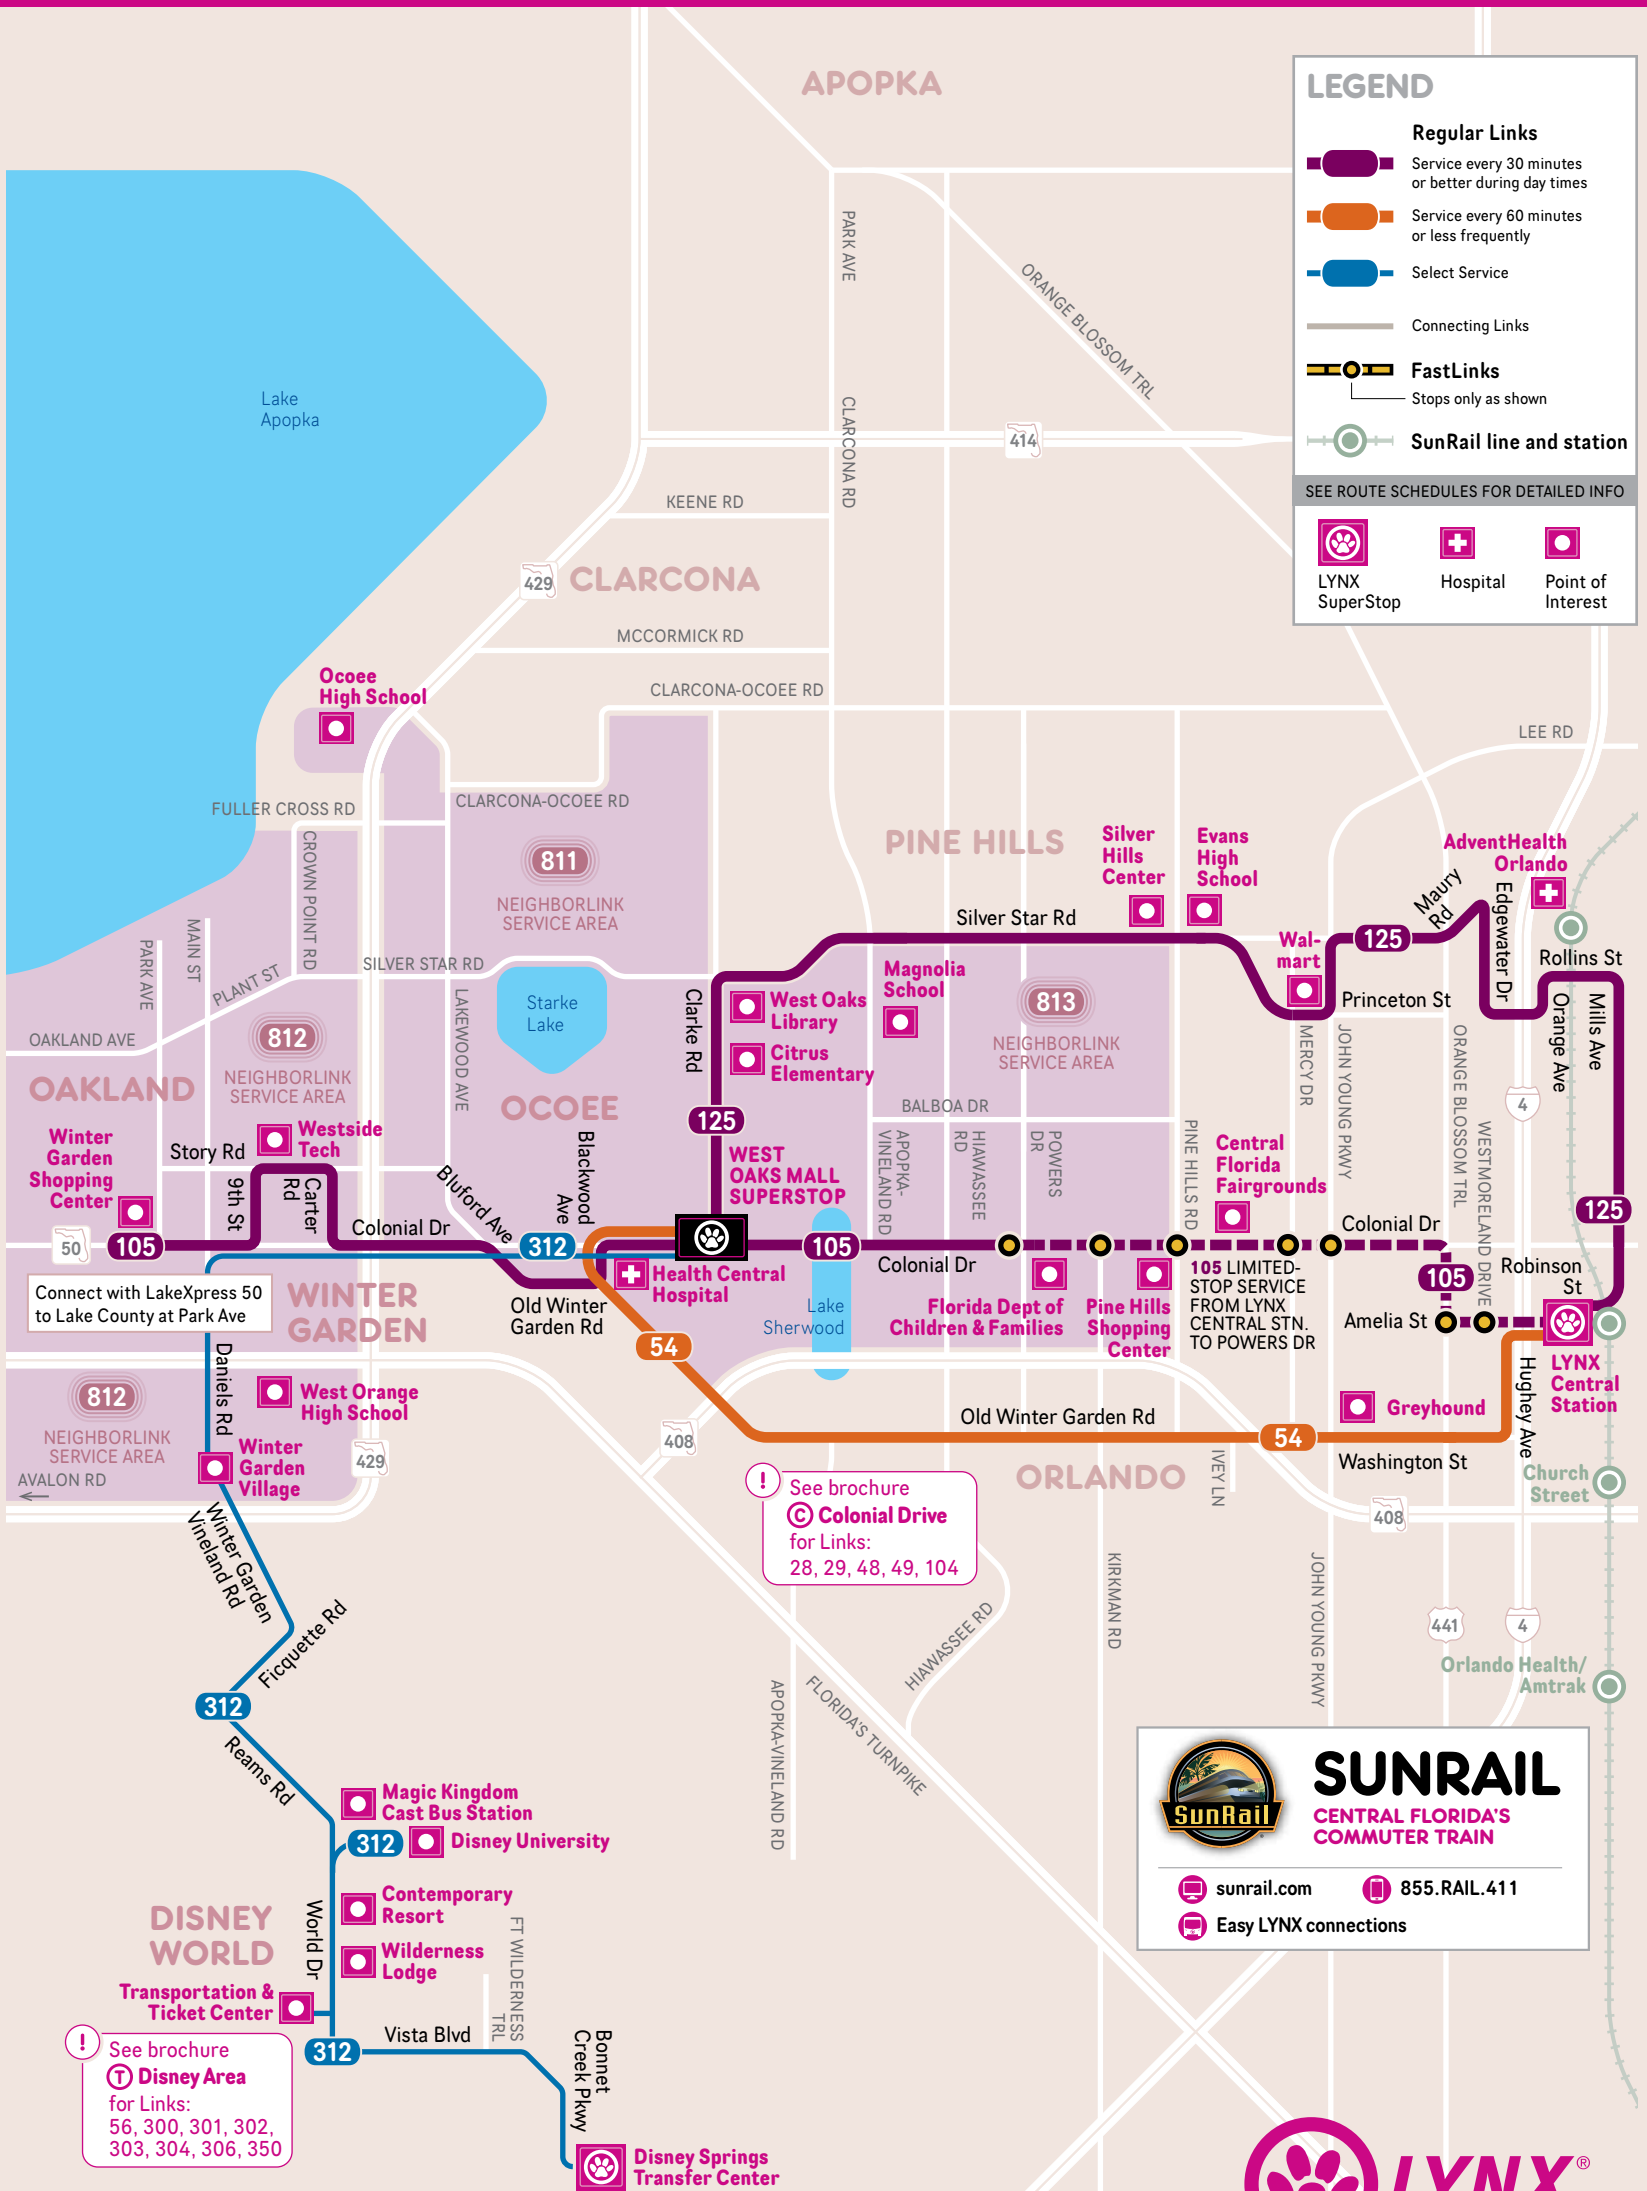 APOPKA
LEGEND
Regular Links
Service every 30 minutes
or better during day times
Service every 60 minutes
or less frequently
Select Service
Connecting Links
FastLinks
Stops only as shown
SunRail line and station
SEE ROUTE SCHEDULES FOR DETAILED INFO
LYNX
SuperStop
Hospital
Point of
Interest
PARK AVE
ORANGE BLOSSOM TRL
Lake
Apopka
CLARCONA RD
414
KEENE RD
429
CLARCONA
MCCORMICK RD
Ocoee
High School
CLARCONA-OCOEE RD
LEE RD
FULLER CROSS RD
CLARCONA-OCOEE RD
CROWN POINT RD
811
NEIGHBORLINK
SERVICE AREA
PINE HILLS
Silver
Hills
Center
Evans
High
School
AdventHealth
Orlando
Maury
Rd
Edgewater Dr
Silver Star Rd
125
Wal-
mart
Rollins St
PARK AVE
MAIN ST
PLANT ST
SILVER STAR RD
LAKEWOOD AVE
Starke
Lake
Clarke Rd
West Oaks
Library
Magnolia
School
813
NEIGHBORLINK
SERVICE AREA
Princeton St
Orange Ave
Mills Ave
OAKLAND AVE
812
NEIGHBORLINK
SERVICE AREA
Citrus
Elementary
MERCY DR
JOHN YOUNG PKWY
ORANGE BLOSSOM TRL
OAKLAND
OCOEE
BALBOA DR
4
125
Winter
Garden
Shopping
Center
Story Rd
Westside
Tech
Blackwood
Ave
WEST
OAKS MALL
SUPERSTOP
APOPKA-
VINELAND RD
HIAWASSEE
RD
POWERS
DR
PINE HILLS RD
Central
Florida
Fairgrounds
WESTMORELAND DRIVE
9th St
Carter
Rd
Bluford Ave
Colonial Dr
125
50
105
312
105
Colonial Dr
Colonial Dr
105
Robinson
St
Connect with LakeXpress 50
to Lake County at Park Ave
WINTER
GARDEN
Old Winter
Garden Rd
Health Central
Hospital
Lake
Sherwood
Florida Dept of
Children & Families
Pine Hills
Shopping
Center
105 LIMITED-
STOP SERVICE
FROM LYNX
CENTRAL STN.
TO POWERS DR
Amelia St
54
Daniels Rd
812
NEIGHBORLINK
SERVICE AREA
West Orange
High School
Hughey Ave
LYNX
Central
Station
Greyhound
AVALON RD
Winter
Garden
Village
429
408
Old Winter Garden Rd
54
Washington St
ORLANDO
IVEY LN
Church
Street
408
!
See brochure
C Colonial Drive
for Links:
28, 29, 48, 49, 104
Winter Garden
Vineland Rd
Ficquette Rd
312
Reams Rd
HIAWASSEE RD
KIRKMAN RD
JOHN YOUNG PKWY
441
4
Orlando Health/
Amtrak
APOPKA-VINELAND RD
FLORIDA'S TURNPIKE
SunRail
SUNRAIL
CENTRAL FLORIDA'S
COMMUTER TRAIN
sunrail.com
855.RAIL.411
Easy LYNX connections
Magic Kingdom
Cast Bus Station
312
Disney University
DISNEY
WORLD
World Dr
Contemporary
Resort
Wilderness
Lodge
FT WILDERNESS
TRL
Transportation &
Ticket Center
312
Vista Blvd
Bonnet
Creek Pkwy
!
See brochure
T Disney Area
for Links:
56, 300, 301, 302,
303, 304, 306, 350
Disney Springs
Transfer Center
LYNX®